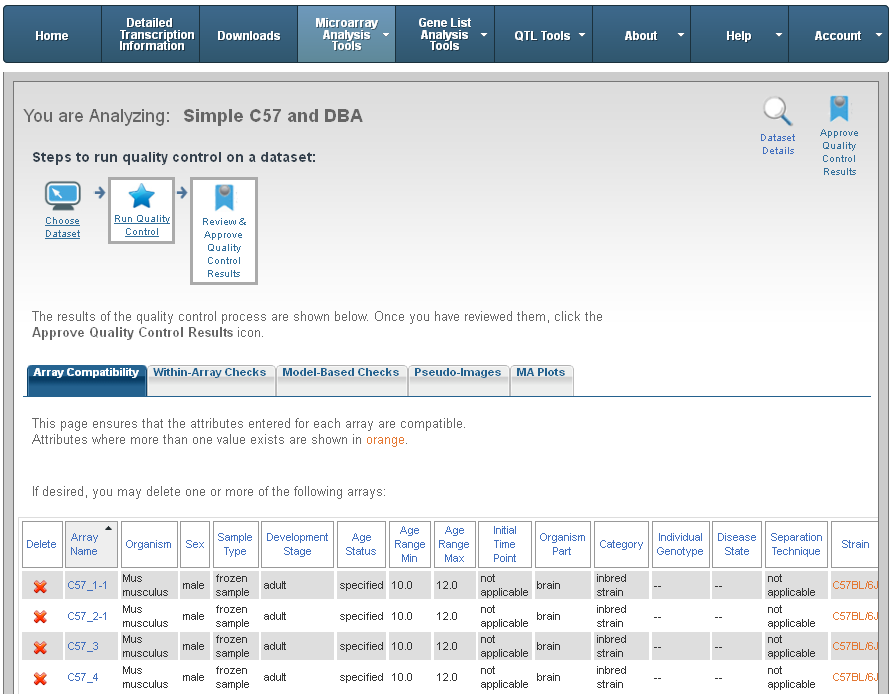 Home
Detailed
Transcription
Information
Downloads
Microarray
Analysis
Tools
Gene List
Analysis
Tools
QTL Tools
About
Help
Account
You are Analyzing: Simple C57 and DBA
Dataset
Details
Approve
Quality
Control
Results
Steps to run quality control on a dataset:
Choose
Dataset
Run Quality
Control
Review &
Approve
Quality
Control
Results
The results of the quality control process are shown below. Once you have reviewed them, click the
Approve Quality Control Results icon.
Array Compatibility Within-Array Checks Model-Based Checks Pseudo-Images MA Plots
This page ensures that the attributes entered for each array are compatible.
Attributes where more than one value exists are shown in orange.
If desired, you may delete one or more of the following arrays:
Delete
Array
Name
Organism
Sex
Sample
Type
Development
Stage
Age
Status
Age
Range
Min
Age
Range
Max
Initial
Time
Point
Organism
Part
Category
Individual
Genotype
Disease
State
Separation
Technique
Strain
C57_1-1 Mus musculus male frozen sample adult specified 10.0 12.0 not applicable brain inbred strain -- -- not applicable C57BL/6J
C57_2-1 Mus musculus male frozen sample adult specified 10.0 12.0 not applicable brain inbred strain -- -- not applicable C57BL/6J
C57_3 Mus musculus male frozen sample adult specified 10.0 12.0 not applicable brain inbred strain -- -- not applicable C57BL/6J
C57_4 Mus musculus male frozen sample adult specified 10.0 12.0 not applicable brain inbred strain -- -- not applicable C57BL/6J